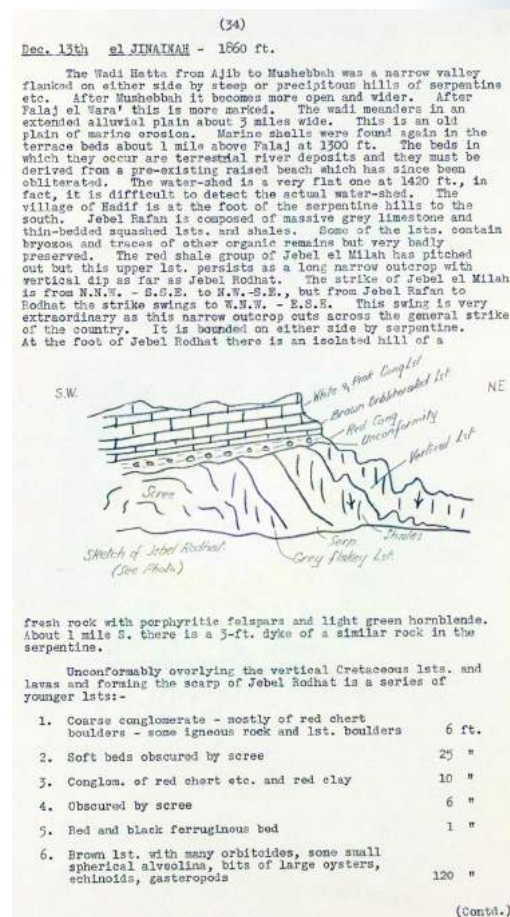 (34)
Dec. 13th el JINAINAH - 1860 ft.
The Wadi Hatta from Ajib to Mushebbah was a narrow valley
flanked on either side by steep or precipitous hills of serpentine
etc. After Mushebbah it becomes more open and wider. After
Falaj el Wara' this is more marked. The wadi meanders in an
extended alluvial plain about 3 miles wide. This is an old
plain of marine erosion. Marine shells were found again in the
terrace beds about 1 mile above Falaj at 1300 ft. The beds in
which they occur are terrestrial river deposits and they must be
derived from a pre-existing raised beach which has since been
obliterated. The water-shed is a very flat one at 1420 ft., in
fact, it is difficult to detect the actual water-shed. The
village of Hadif is at the foot of the serpentine hills to the
south. Jebel Rafan is composed of massive grey limestone and
thin-bedded squashed lsts. and shales. Some of the lsts. contain
bryozoa and traces of other organic remains but very badly
preserved. The red shale group of Jebel el Milah has pitched
out but this upper lst. persists as a long narrow outcrop with
vertical dip as far as Jebel Rodhat. The strike of Jebel el Milah
is from N.N.W. - S.S.E. to N.W.-S.E., but from Jebel Rafan to
Rodhat the strike swings to W.N.W. - E.S.E. This swing is very
extraordinary as this narrow outcrop cuts across the general strike
of the country. It is bounded on either side by serpentine.
At the foot of Jebel Rodhat there is an isolated hill of a
S.W.
N.E
White & Pink Cong Lst.
Brown Lst.
Red Cong
Unconformity
Vertical Lst
Scree
Shales
Serp
Grey flakey Lst.
Sketch of Jebel Rodhat.
(See Photo)
fresh rock with porphyritic felspars and light green hornblende.
About 1 mile S. there is a 3-ft. dyke of a similar rock in the
serpentine.
Unconformably overlying the vertical Cretaceous lsts. and
lavas and forming the scarp of Jebel Rodhat is a series of
younger lsts:-
1. Coarse conglomerate - mostly of red chert
boulders - some igneous rock and lst. boulders 6 ft.
2. Soft beds obscured by scree 25 "
3. Conglom. of red chert etc. and red clay 10 "
4. Obscured by scree 6 "
5. Red and black ferruginous bed 1 "
6. Brown lst. with many orbitoides, some small
spherical alveolina, bits of large oysters,
echinoids, gasteropods 120 "
(Contd.)